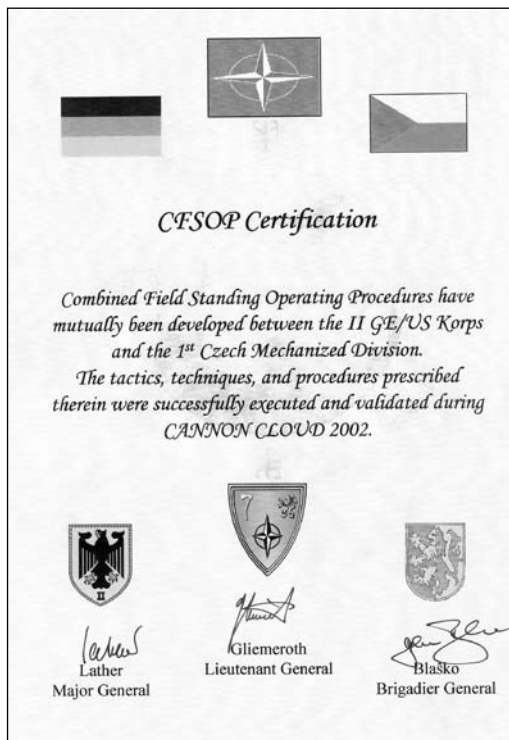 CFSOP Certification
Combined Field Standing Operating Procedures have
mutually been developed between the II GE/US Korps
and the 1st Czech Mechanized Division.
The tactics, techniques, and procedures prescribed
therein were successfully executed and validated during
CANNON CLOUD 2002.
7
II
Gliemeroth
Lieutenant General
Lather
Major General
Blaško
Brigadier General